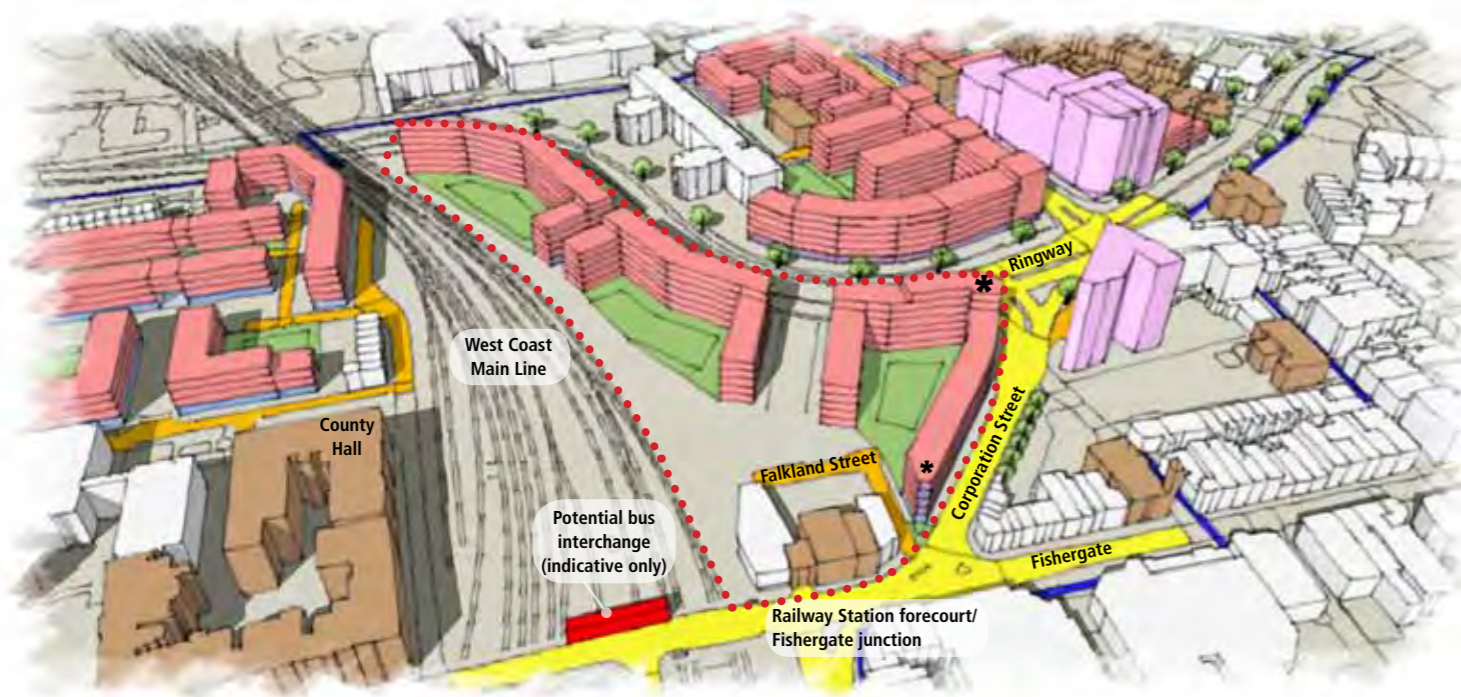 Ringway
*
West Coast
Main Line
Corporation Street
County
Hall
Falkland Street
*
Potential bus
interchange
(indicative only)
Fishergate
Railway Station forecourt/
Fishergate junction